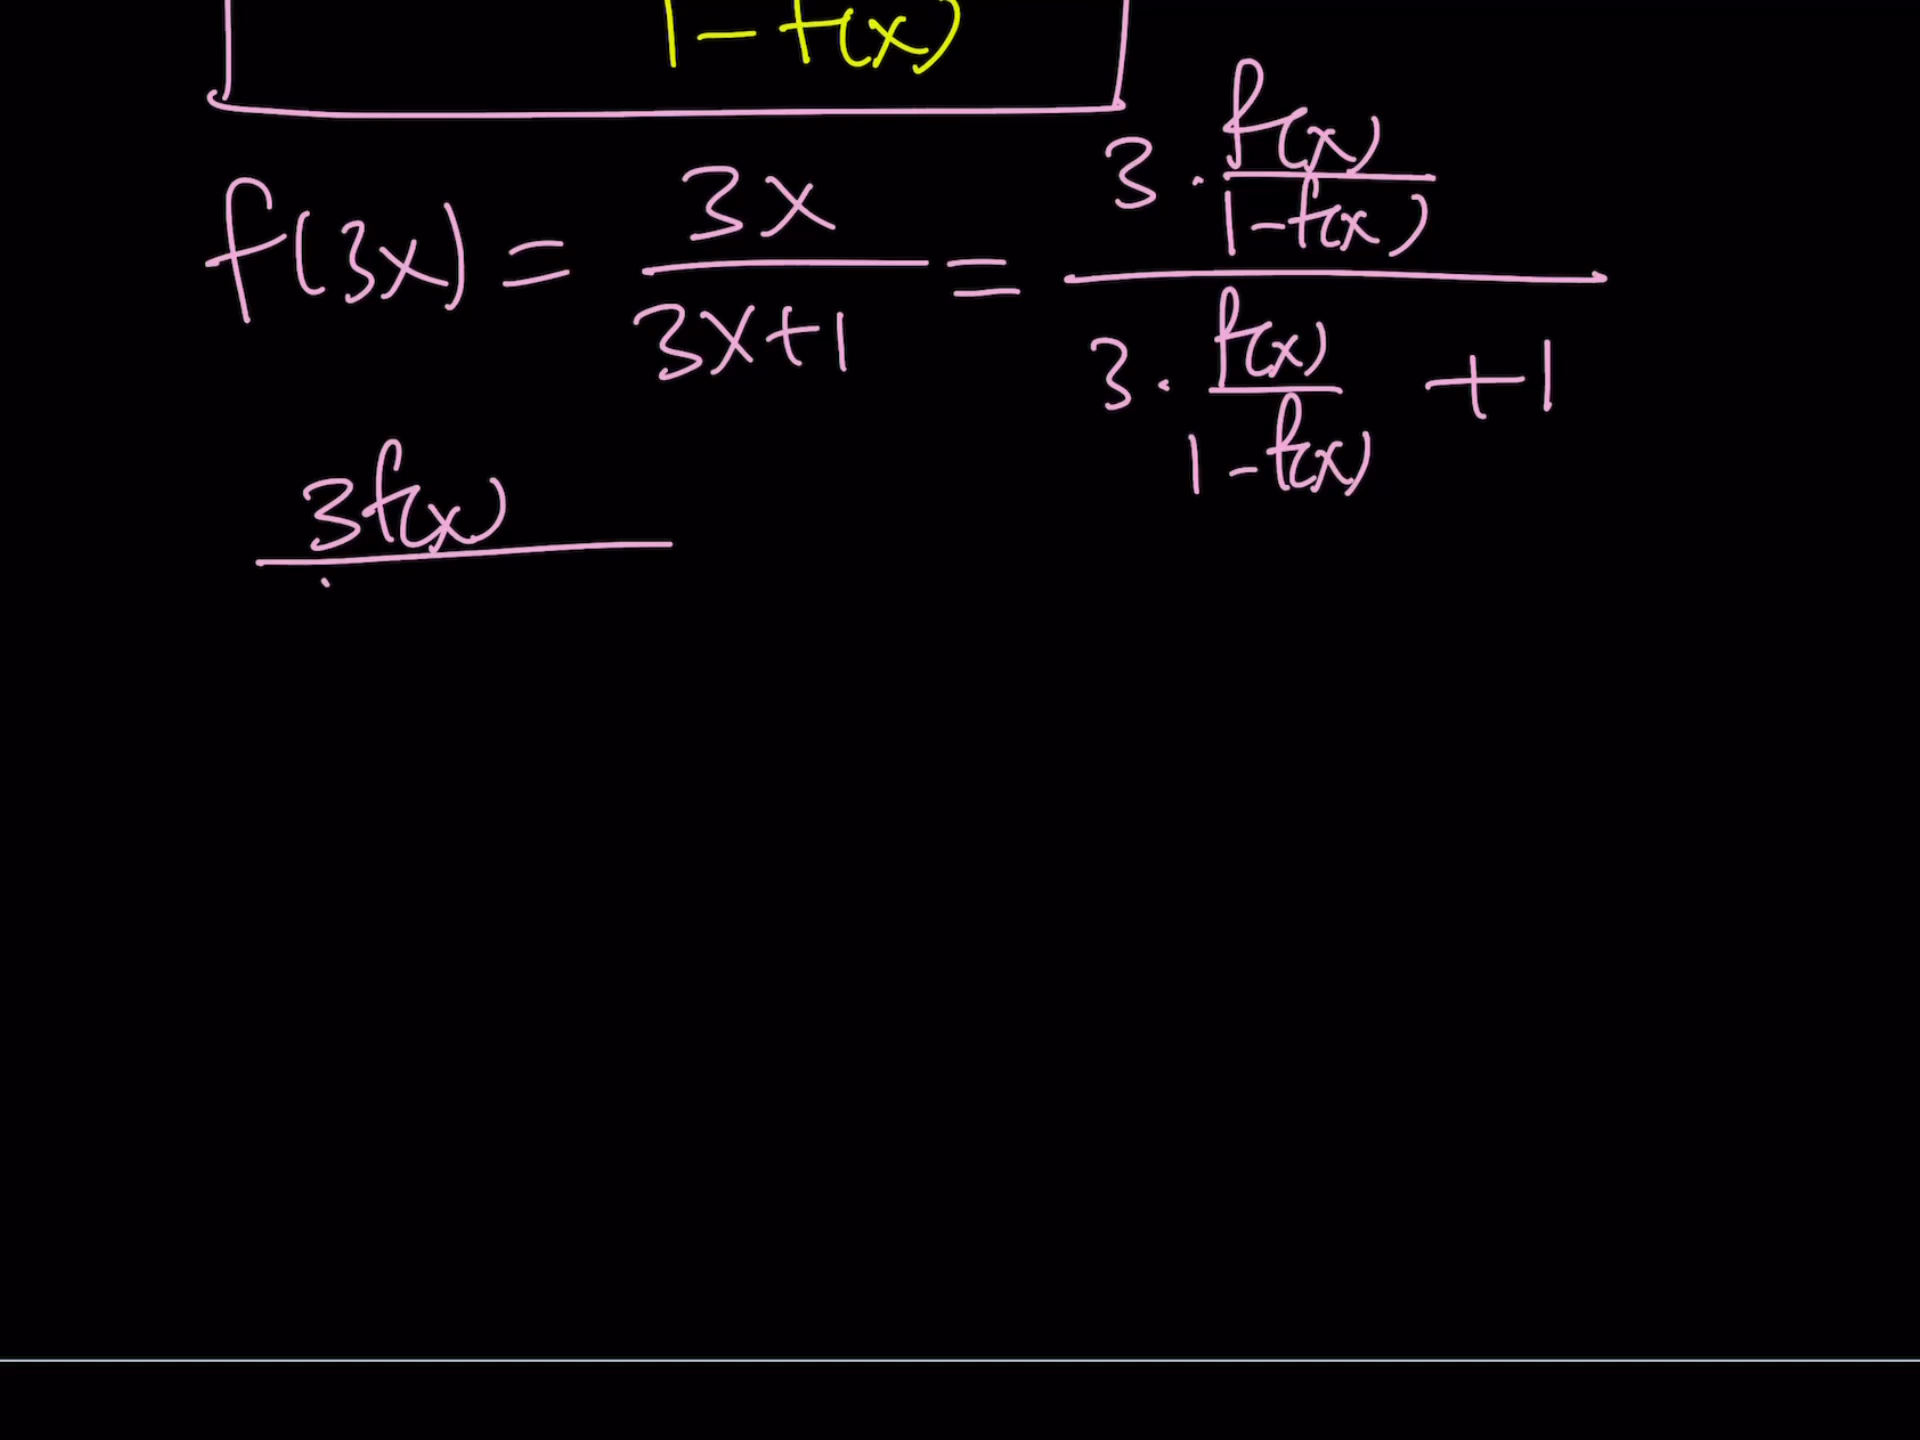 1-f(x)
f(3x) = 3x / 3x+1 = 3 · f(x) / 1-f(x) / 3 · f(x) / 1-f(x) +1
3f(x)